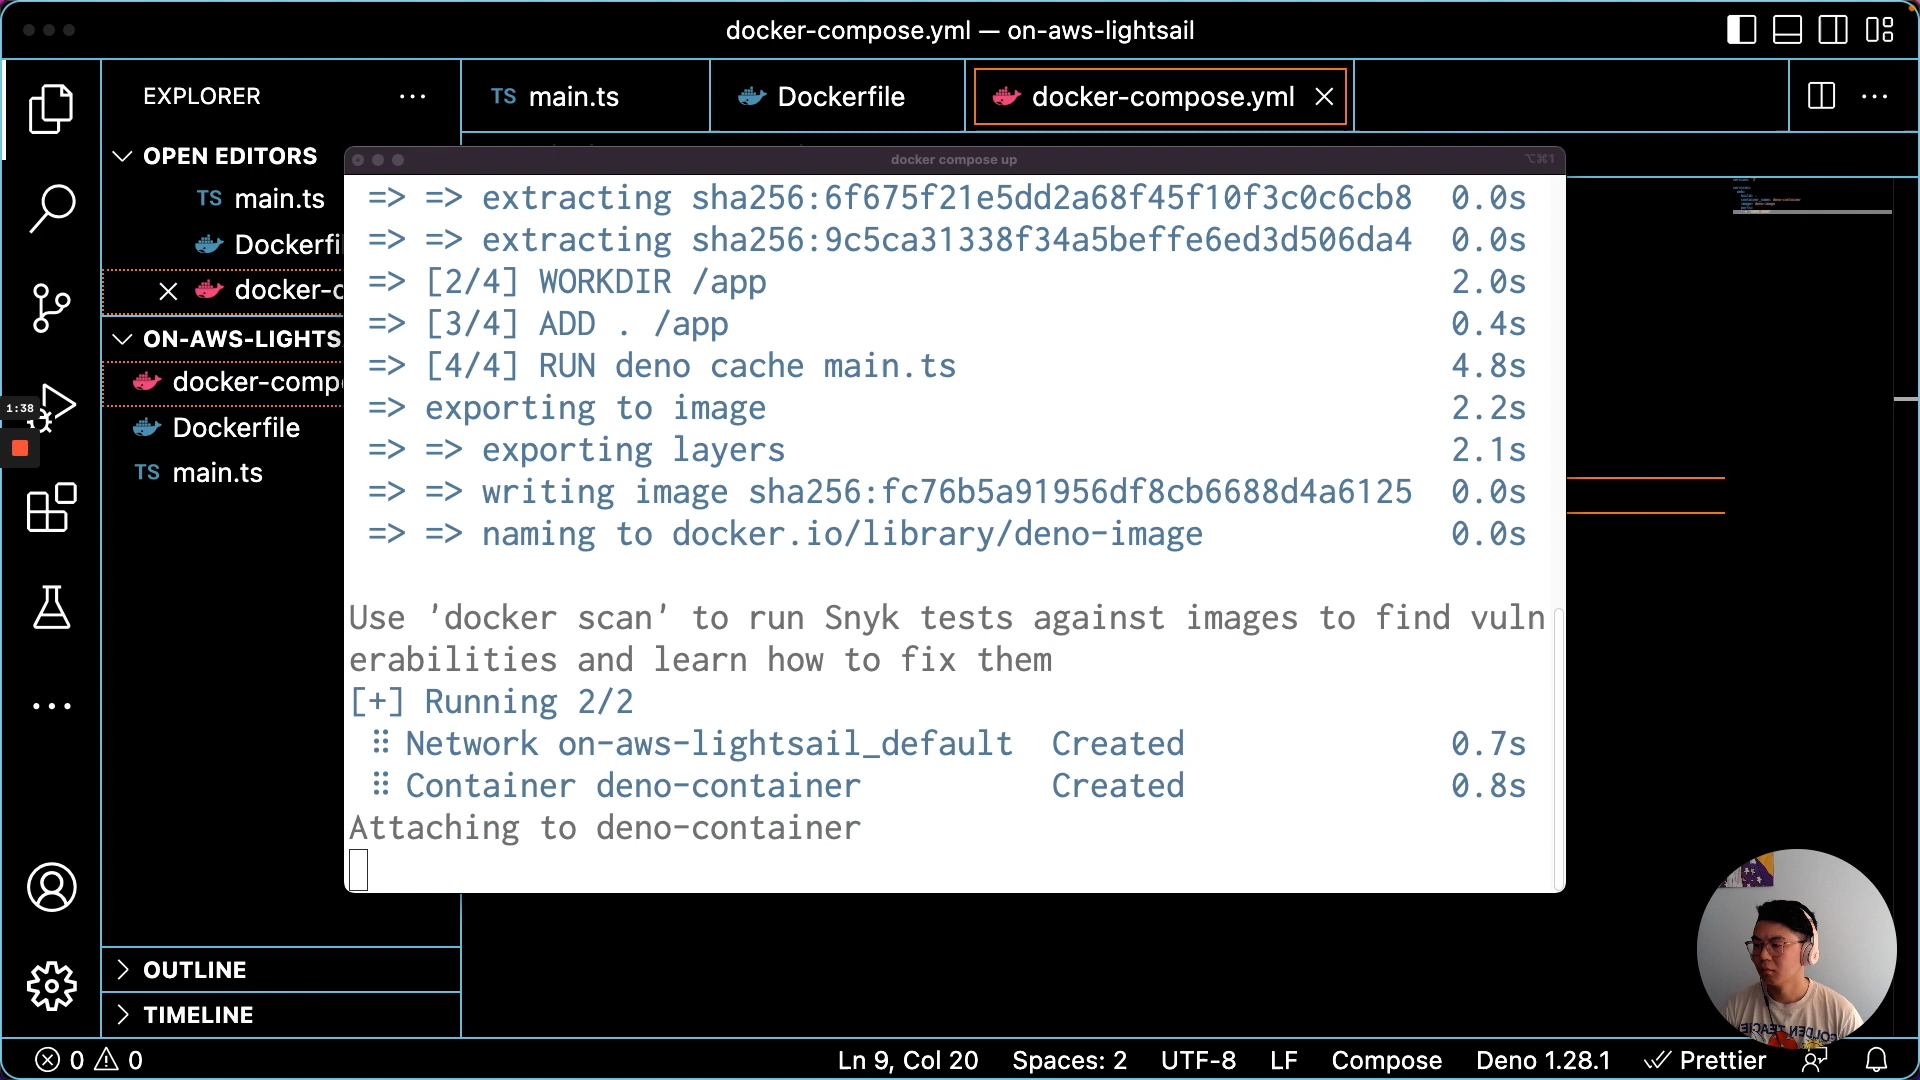 docker-compose.yml — on-aws-lightsail
EXPLORER
TS main.ts
Dockerfile
docker-compose.yml
OPEN EDITORS
TS main.ts
Dockerfi
docker-c
ON-AWS-LIGHTS
docker-comp
Dockerfile
TS main.ts
1:38
docker compose up
⌥⌘1
=> => extracting sha256:6f675f21e5dd2a68f45f10f3c0c6cb8 0.0s
=> => extracting sha256:9c5ca31338f34a5beffe6ed3d506da4 0.0s
=> [2/4] WORKDIR /app 2.0s
=> [3/4] ADD . /app 0.4s
=> [4/4] RUN deno cache main.ts 4.8s
=> exporting to image 2.2s
=> => exporting layers 2.1s
=> => writing image sha256:fc76b5a91956df8cb6688d4a6125 0.0s
=> => naming to docker.io/library/deno-image 0.0s
Use 'docker scan' to run Snyk tests against images to find vuln
erabilities and learn how to fix them
[+] Running 2/2
⠿ Network on-aws-lightsail_default Created 0.7s
⠿ Container deno-container Created 0.8s
Attaching to deno-container
OUTLINE
TIMELINE
0 0
Ln 9, Col 20 Spaces: 2 UTF-8 LF Compose Deno 1.28.1 Prettier